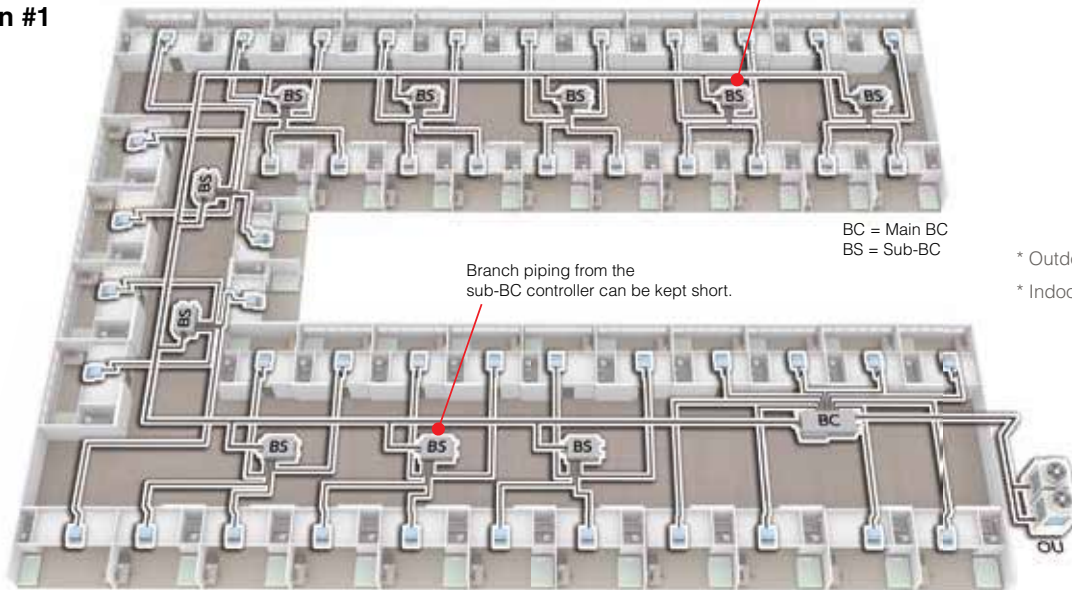 n #1
BS
BS
BS
BS
BS
BS
BC = Main BC
BS = Sub-BC
* Outdo
* Indoc
Branch piping from the
sub-BC controller can be kept short.
BS
BC
BS
BS
BS
OU